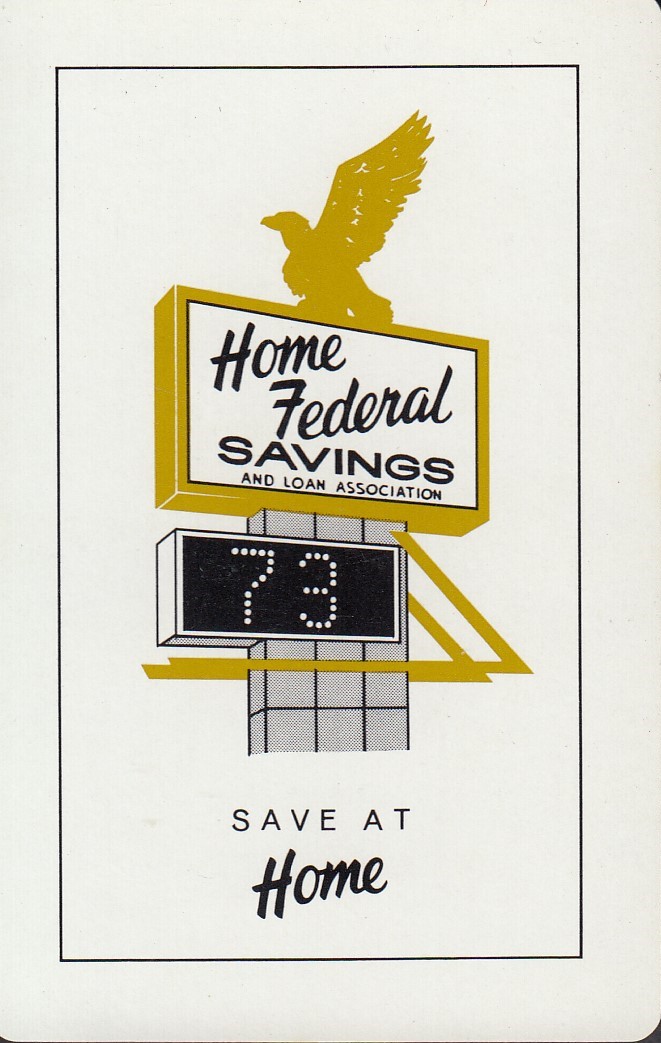 Home
Federal
SAVINGS
AND LOAN ASSOCIATION
73
SAVE AT
Home